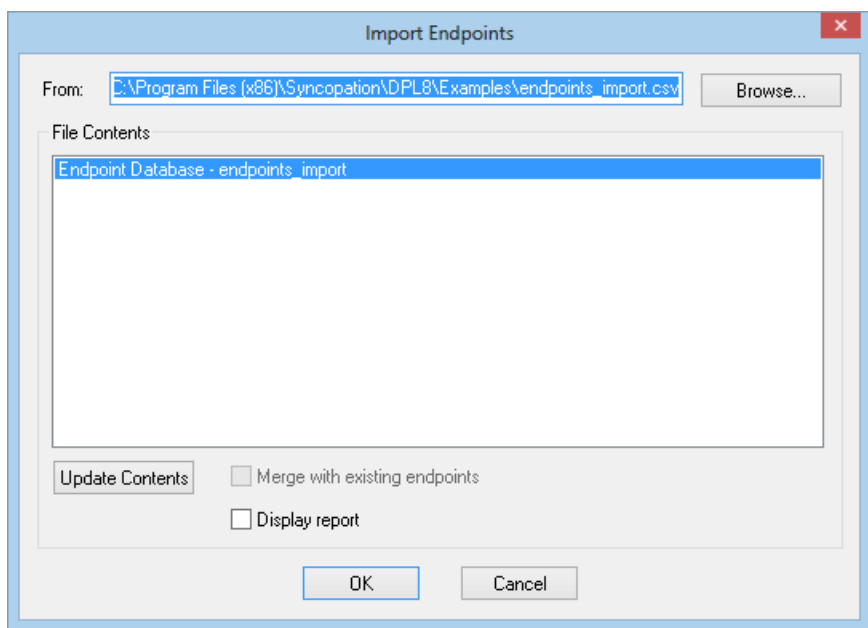 Import Endpoints
From: C:\Program Files (x86)\Syncopation\DPL8\Examples\endpoints_import.csv Browse...
File Contents
Endpoint Database - endpoints_import
Update Contents Merge with existing endpoints
Display report
OK Cancel